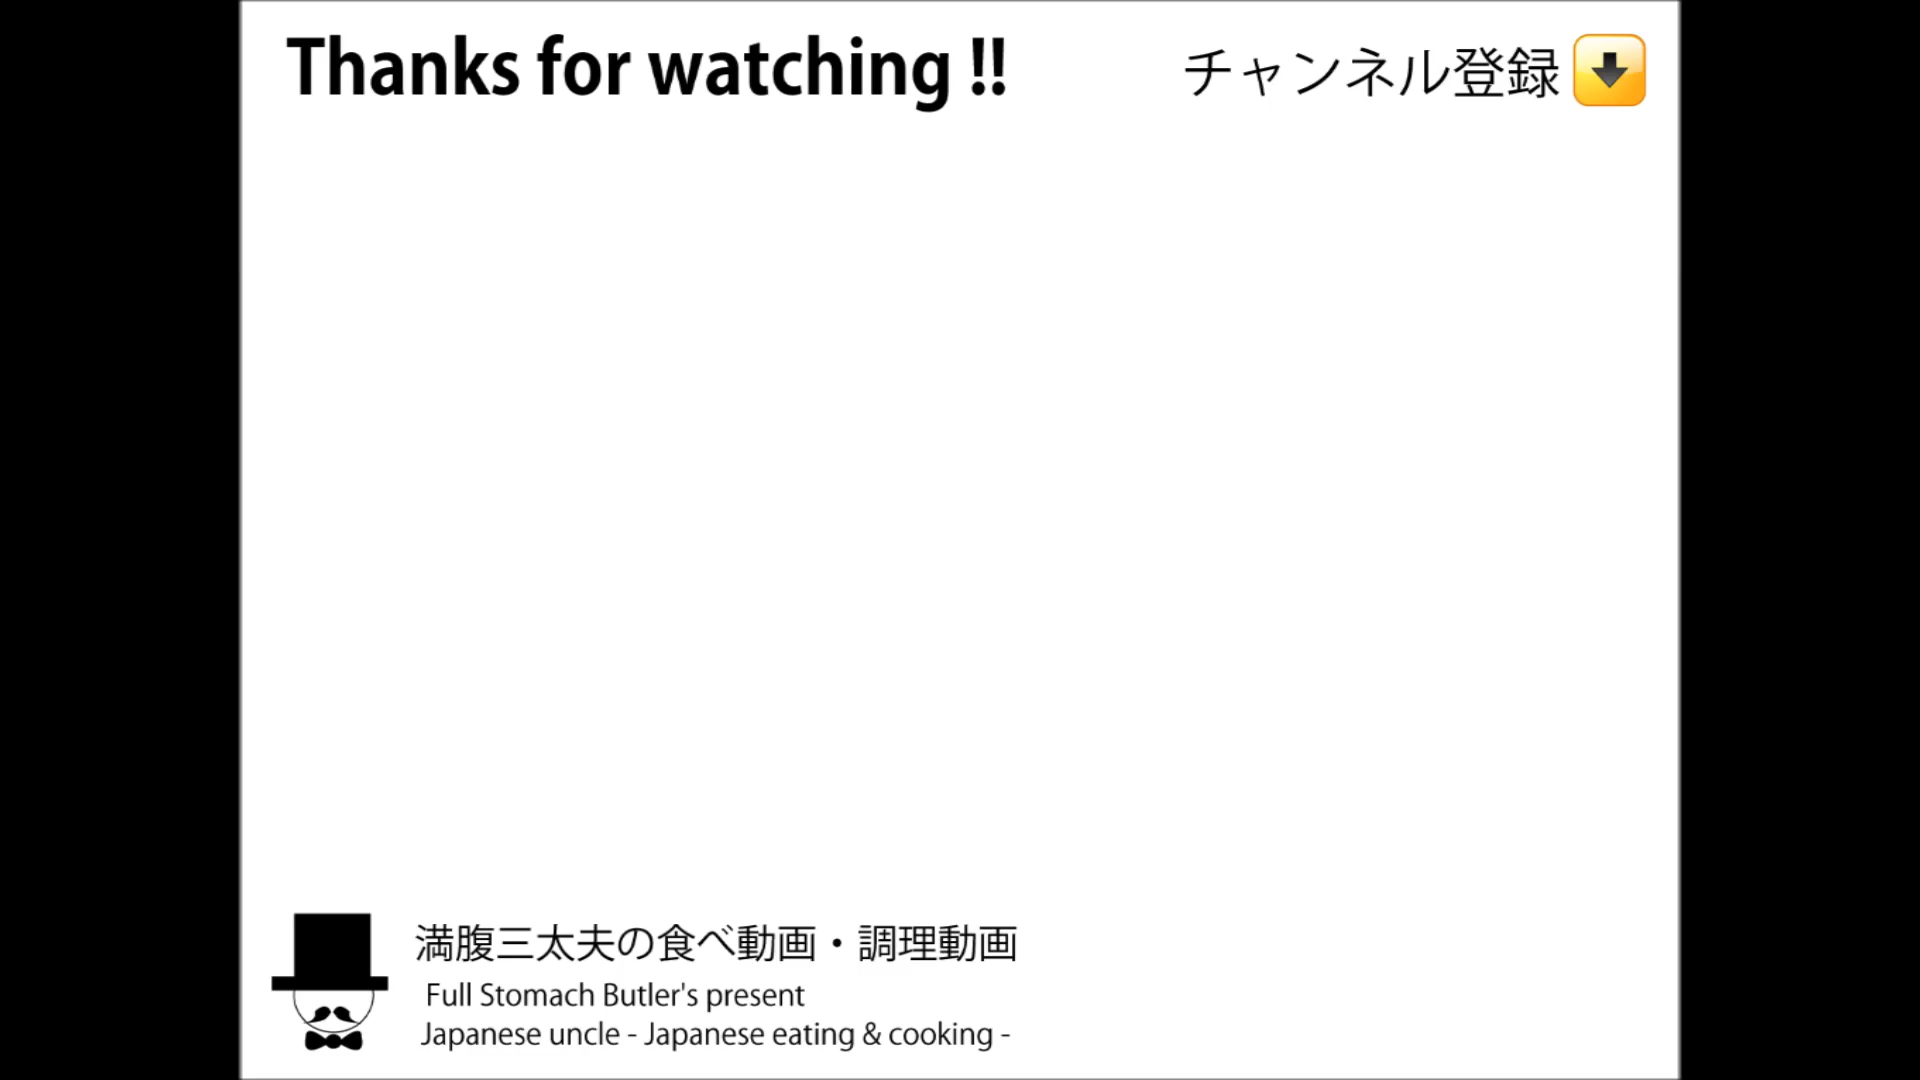 Thanks for watching !!
チャンネル登録
満腹三太夫の食べ動画・調理動画
Full Stomach Butler's present
Japanese uncle - Japanese eating & cooking -